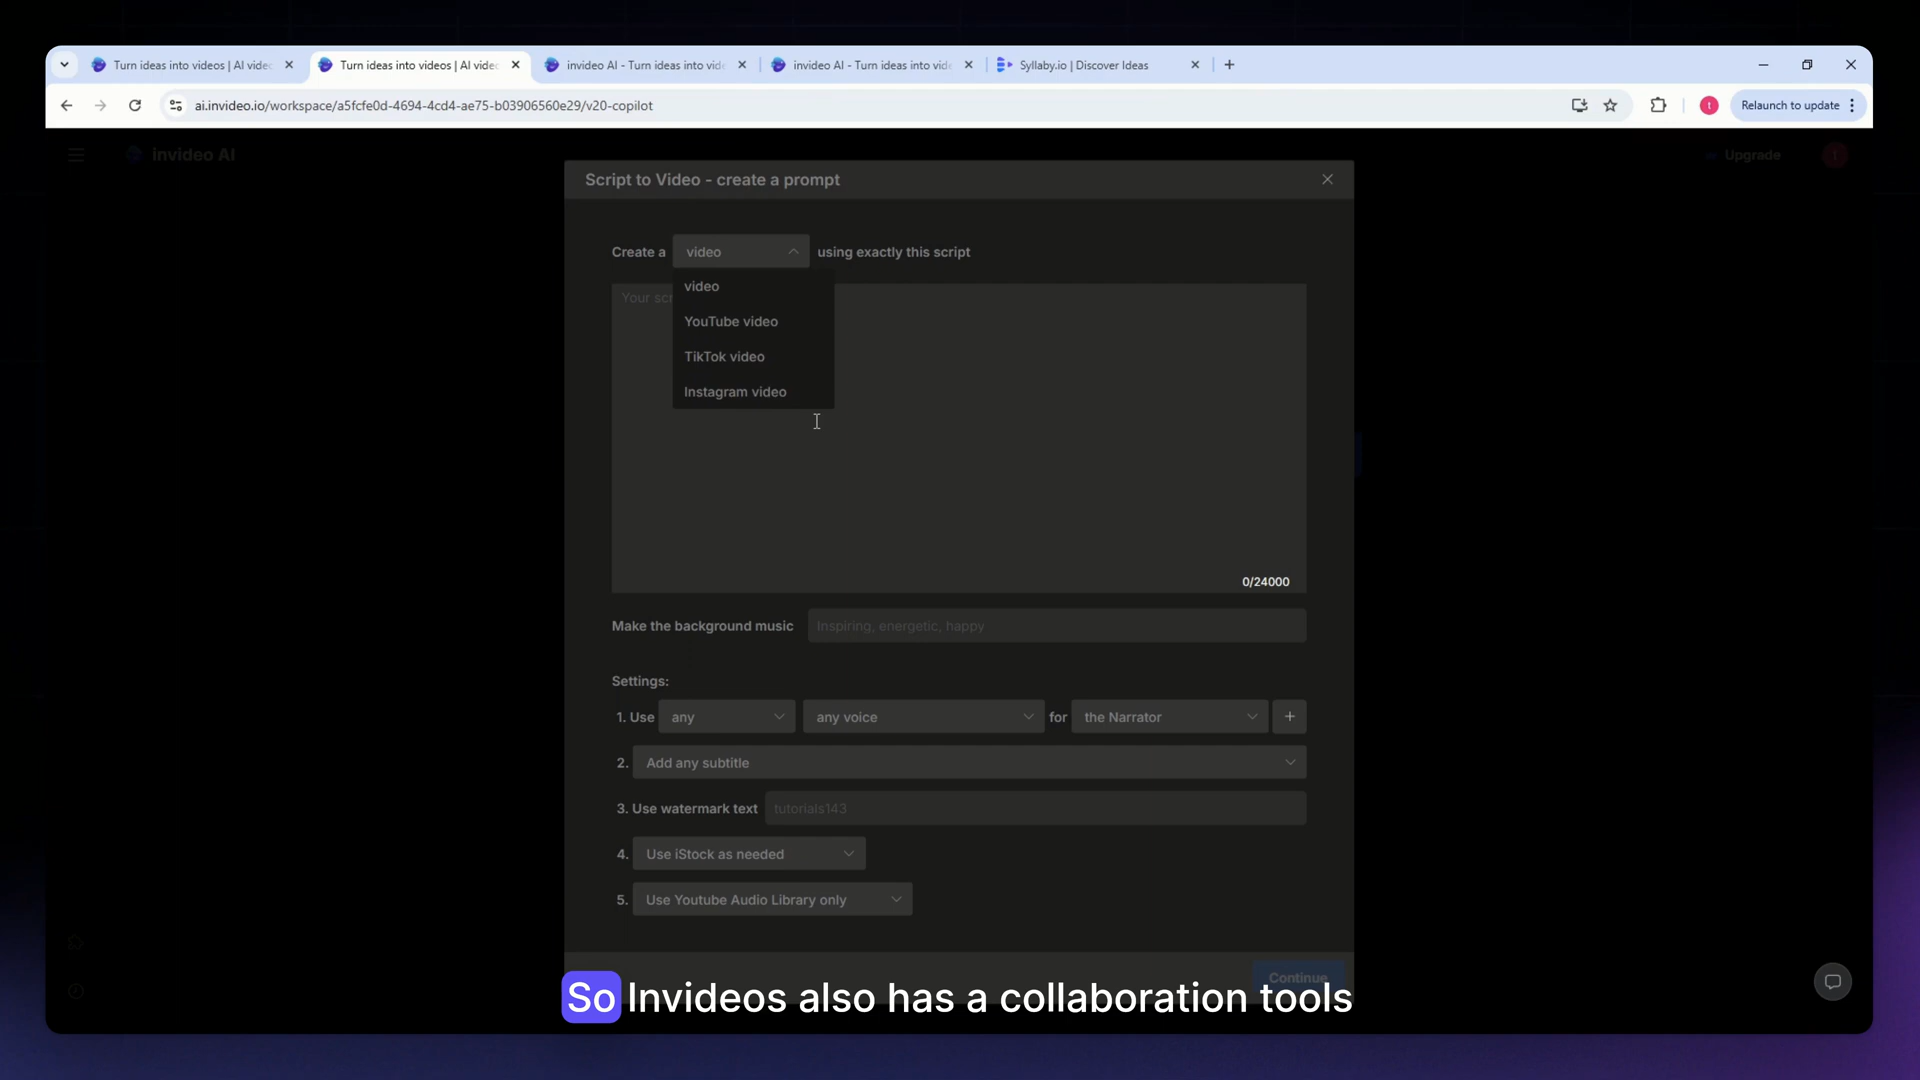 Turn ideas into videos | AI videc
Turn ideas into videos | AI videc
invideo AI - Turn ideas into vid
invideo AI - Turn ideas into vid
Syllaby.io | Discover Ideas
ai.invideo.io/workspace/a5fcfe0d-4694-4cd4-ae75-b03906560e29/v20-copilot
t
Relaunch to update
invideo AI
Upgrade
Script to Video - create a prompt
Create a video using exactly this script
Your scr
video
YouTube video
TikTok video
Instagram video
0/24000
Make the background music Inspiring, energetic, happy
Settings:
1. Use any any voice for the Narrator +
2. Add any subtitle
3. Use watermark text tutorials143
4. Use iStock as needed
5. Use Youtube Audio Library only
Continue
So Invideos also has a collaboration tools